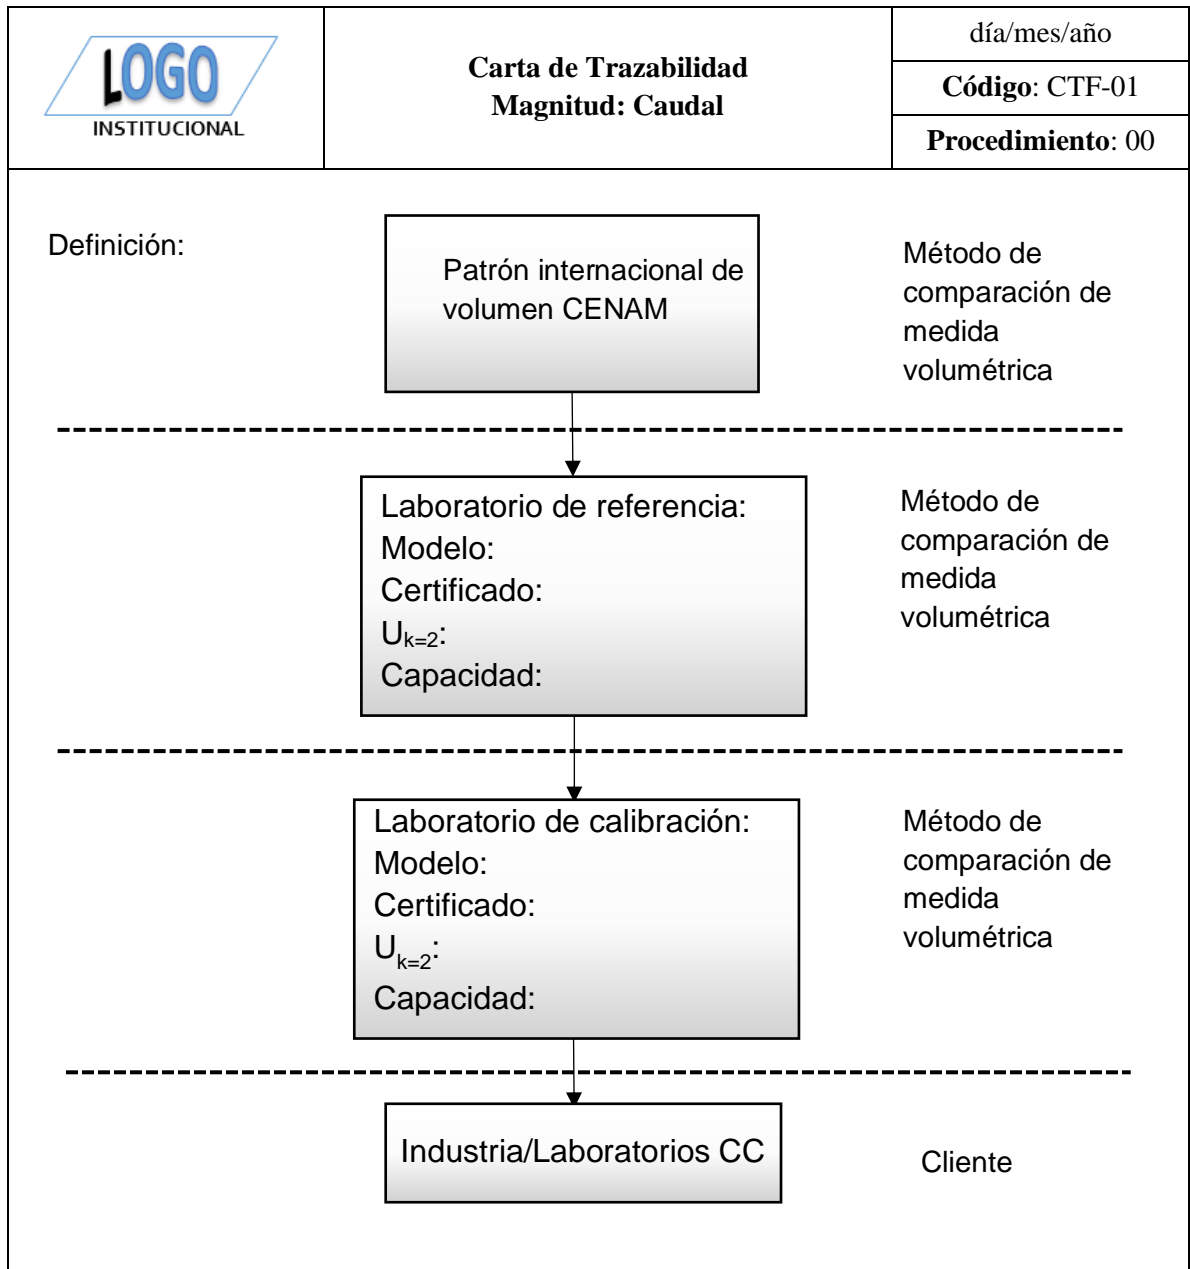 LOGO
INSTITUCIONAL
Carta de Trazabilidad
Magnitud: Caudal
día/mes/año
Código: CTF-01
Procedimiento: 00
Definición:
Patrón internacional de
volumen CENAM
Método de
comparación de
medida
volumétrica
Laboratorio de referencia:
Modelo:
Certificado:
Uk=2:
Capacidad:
Método de
comparación de
medida
volumétrica
Laboratorio de calibración:
Modelo:
Certificado:
Uk=2:
Capacidad:
Método de
comparación de
medida
volumétrica
Industria/Laboratorios CC
Cliente